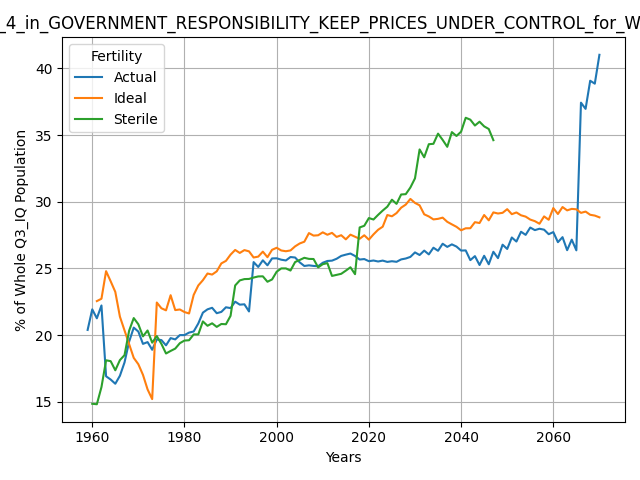 _4_in_GOVERNMENT_RESPONSIBILITY_KEEP_PRICES_UNDER_CONTROL_for_W
Fertility
Actual
Ideal
Sterile
% of Whole Q3_IQ Population
40
35
30
25
20
15
1960 1980 2000 2020 2040 2060
Years